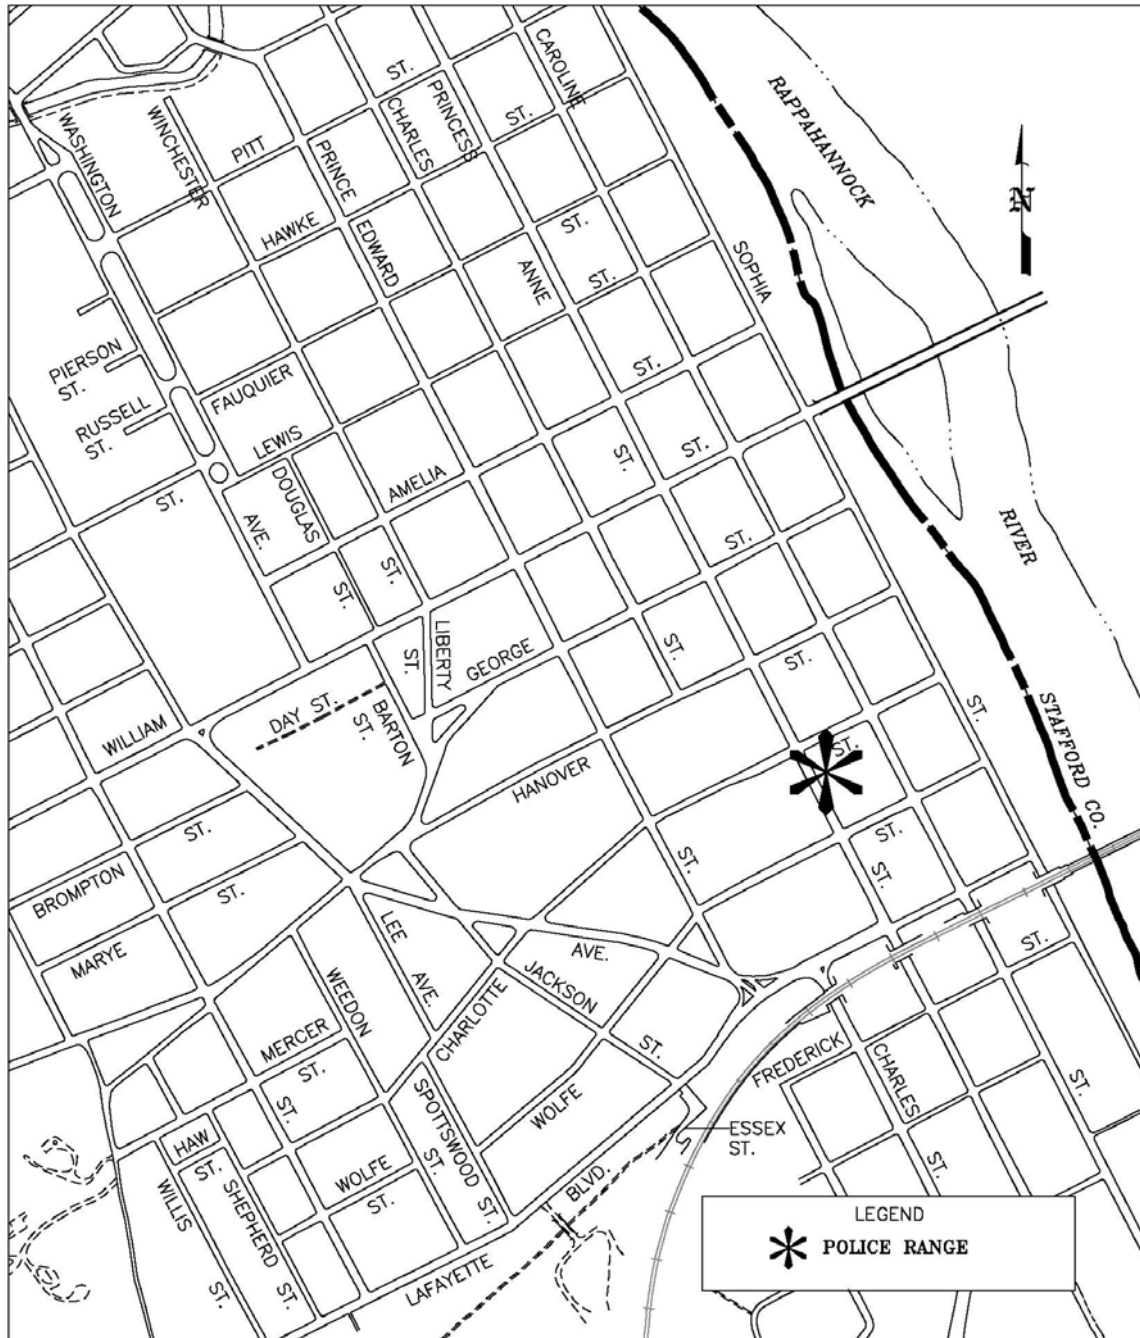 CAROLINE
ST.
PRINCESS
CHARLES
ST.
RAPPAHANNOCK
WASHINGTON
WINCHESTER
PITT
PRINCE
HAWKE
EDWARD
ST.
ANNE
ST.
SOPHIA
N
PIERSON
ST.
RUSSELL
ST.
FAUQUIER
ST.
LEWIS
DOUGLAS
AMELIA
ST.
ST.
ST.
AVE.
ST.
RIVER
ST.
ST.
LIBERTY
ST.
GEORGE
ST.
ST.
DAY ST.
ST.
BARTON
WILLIAM
ST.
STAFFORD CO.
HANOVER
ST.
ST.
ST.
BROMPTON
ST.
ST.
ST.
MARYE
LEE
AVE.
AVE.
JACKSON
ST.
ST.
WEEDON
CHARLOTTE
MERCER
ST.
FREDERICK
CHARLES
ST.
ST.
SPOTTSWOOD
ST.
ST.
WOLFE
ESSEX
ST.
HAW
ST.
WOLFE
ST.
BLVD.
ST.
WILLIS
ST.
SHEPHERD
ST.
LAFAYETTE
LEGEND
POLICE RANGE